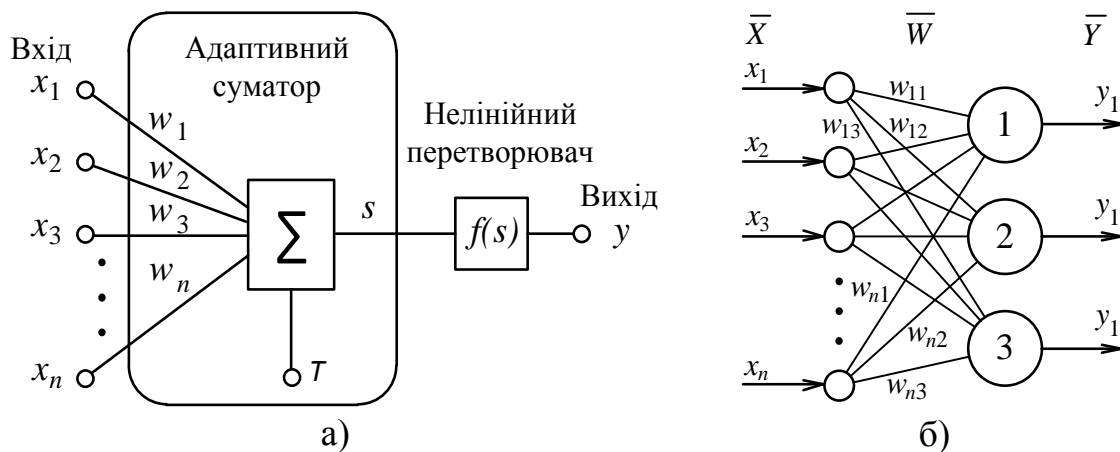 Вхід
Адаптивний
суматор
x1
x2
x3
xn
w1
w2
w3
wn
∑
s
T
Нелінійний
перетворювач
f(s)
Вихід
y
а)
X̅ W̅ Y̅
x1
x2
x3
xn
w11
w13 w12
wn1
wn2
wn3
1
2
3
y1
y1
y1
б)